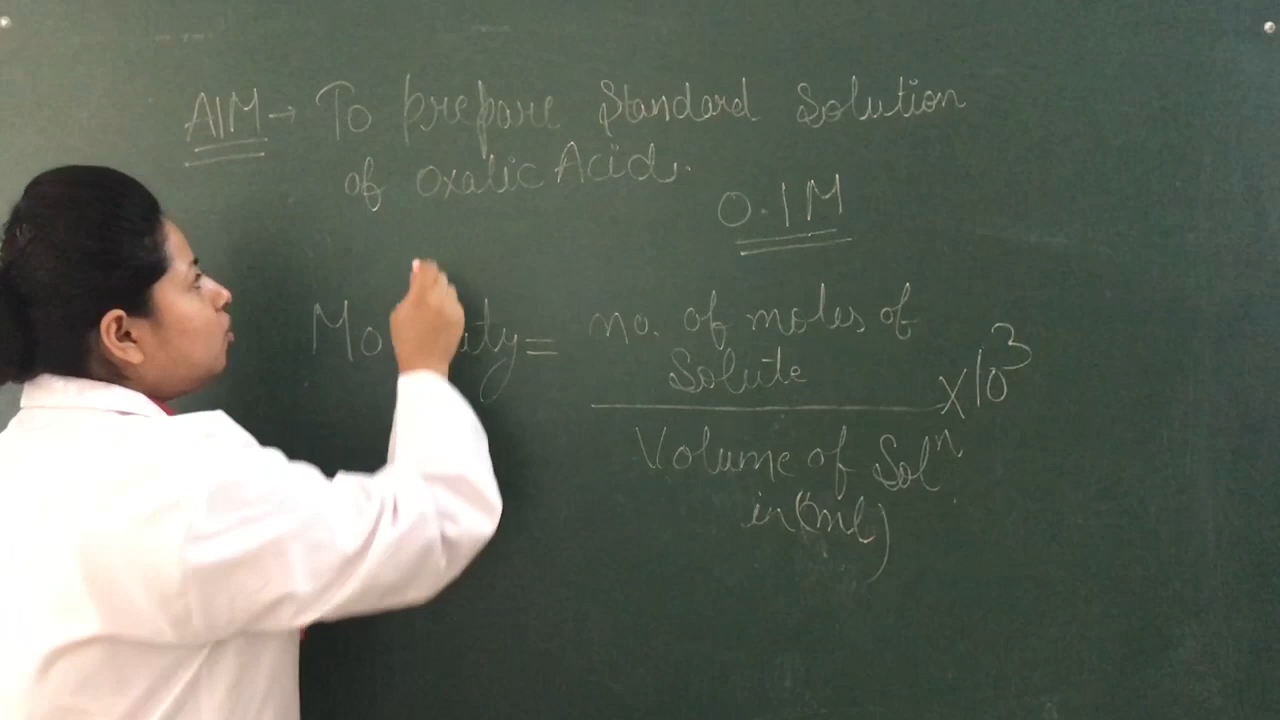 AIM → To prepare Standard Solution
of Oxalic Acid.
0.1M
Mo ity = no. of moles of
Solute
×10³
Volume of Solⁿ
in (ml)